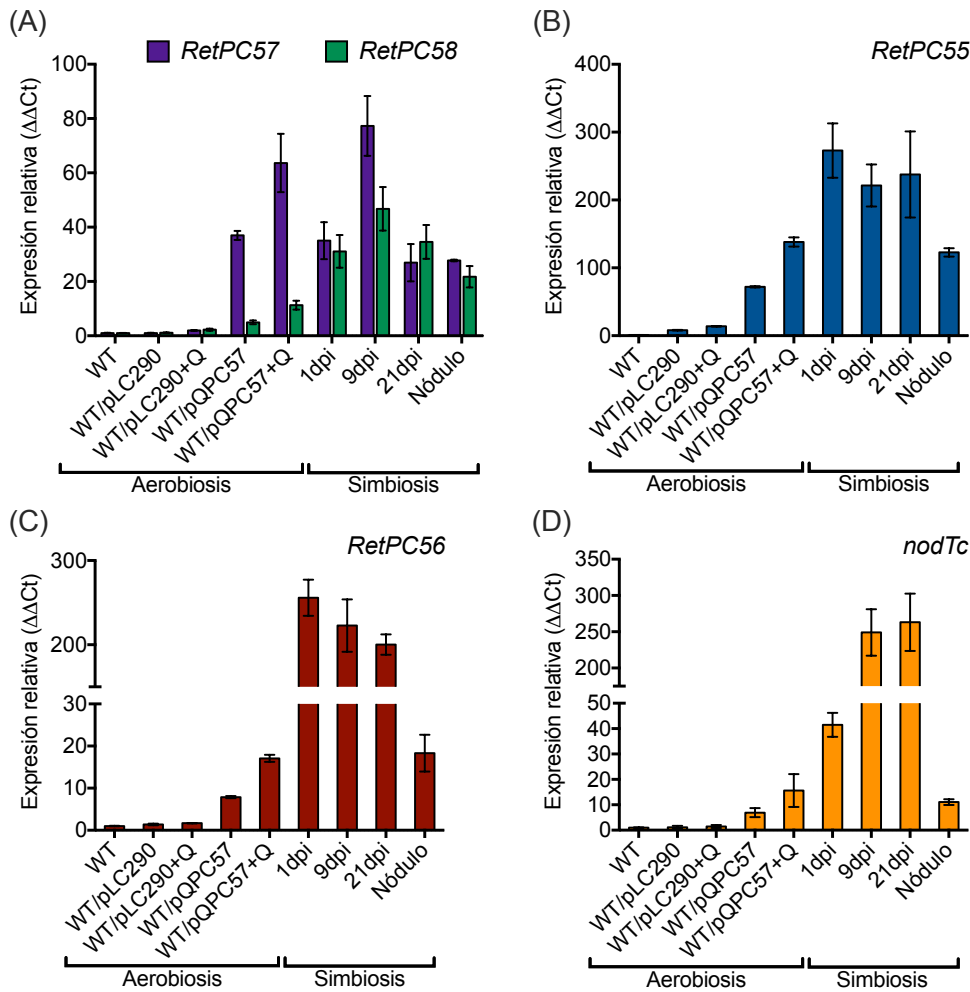 (A)
RetPC57 RetPC58
Expresión relativa (ΔΔCt)
100
80
60
40
20
0
WT
WT/pLC290
WT/pLC290+Q
WT/pQPC57
WT/pQPC57+Q
1dpi
9dpi
21dpi
Nódulo
Aerobiosis Simbiosis
(B)
RetPC55
Expresión relativa (ΔΔCt)
400
300
200
100
0
WT
WT/pLC290
WT/pLC290+Q
WT/pQPC57
WT/pQPC57+Q
1dpi
9dpi
21dpi
Nódulo
Aerobiosis Simbiosis
(C)
RetPC56
Expresión relativa (ΔΔCt)
300
200
30
20
10
0
WT
WT/pLC290
WT/pLC290+Q
WT/pQPC57
WT/pQPC57+Q
1dpi
9dpi
21dpi
Nódulo
Aerobiosis Simbiosis
(D)
nodTc
Expresión relativa (ΔΔCt)
350
300
250
200
50
40
30
20
10
0
WT
WT/pLC290
WT/pLC290+Q
WT/pQPC57
WT/pQPC57+Q
1dpi
9dpi
21dpi
Nódulo
Aerobiosis Simbiosis